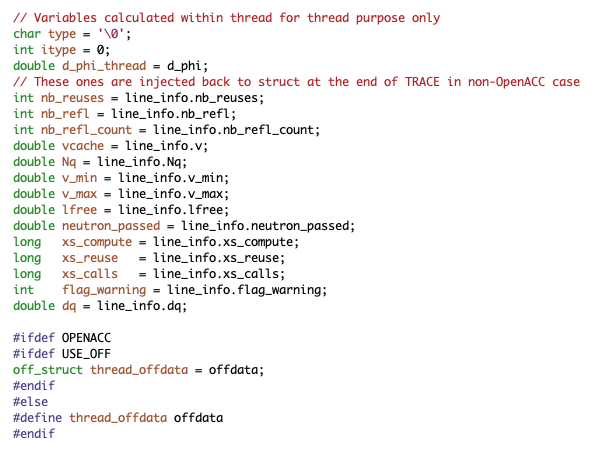 // Variables calculated within thread for thread purpose only
char type = '\0';
int itype = 0;
double d_phi_thread = d_phi;
// These ones are injected back to struct at the end of TRACE in non-OpenACC case
int nb_reuses = line_info.nb_reuses;
int nb_refl = line_info.nb_refl;
int nb_refl_count = line_info.nb_refl_count;
double vcache = line_info.v;
double Nq = line_info.Nq;
double v_min = line_info.v_min;
double v_max = line_info.v_max;
double lfree = line_info.lfree;
double neutron_passed = line_info.neutron_passed;
long   xs_compute = line_info.xs_compute;
long   xs_reuse   = line_info.xs_reuse;
long   xs_calls   = line_info.xs_calls;
int    flag_warning = line_info.flag_warning;
double dq = line_info.dq;

#ifdef OPENACC
#ifdef USE_OFF
off_struct thread_offdata = offdata;
#endif
#else
#define thread_offdata offdata
#endif